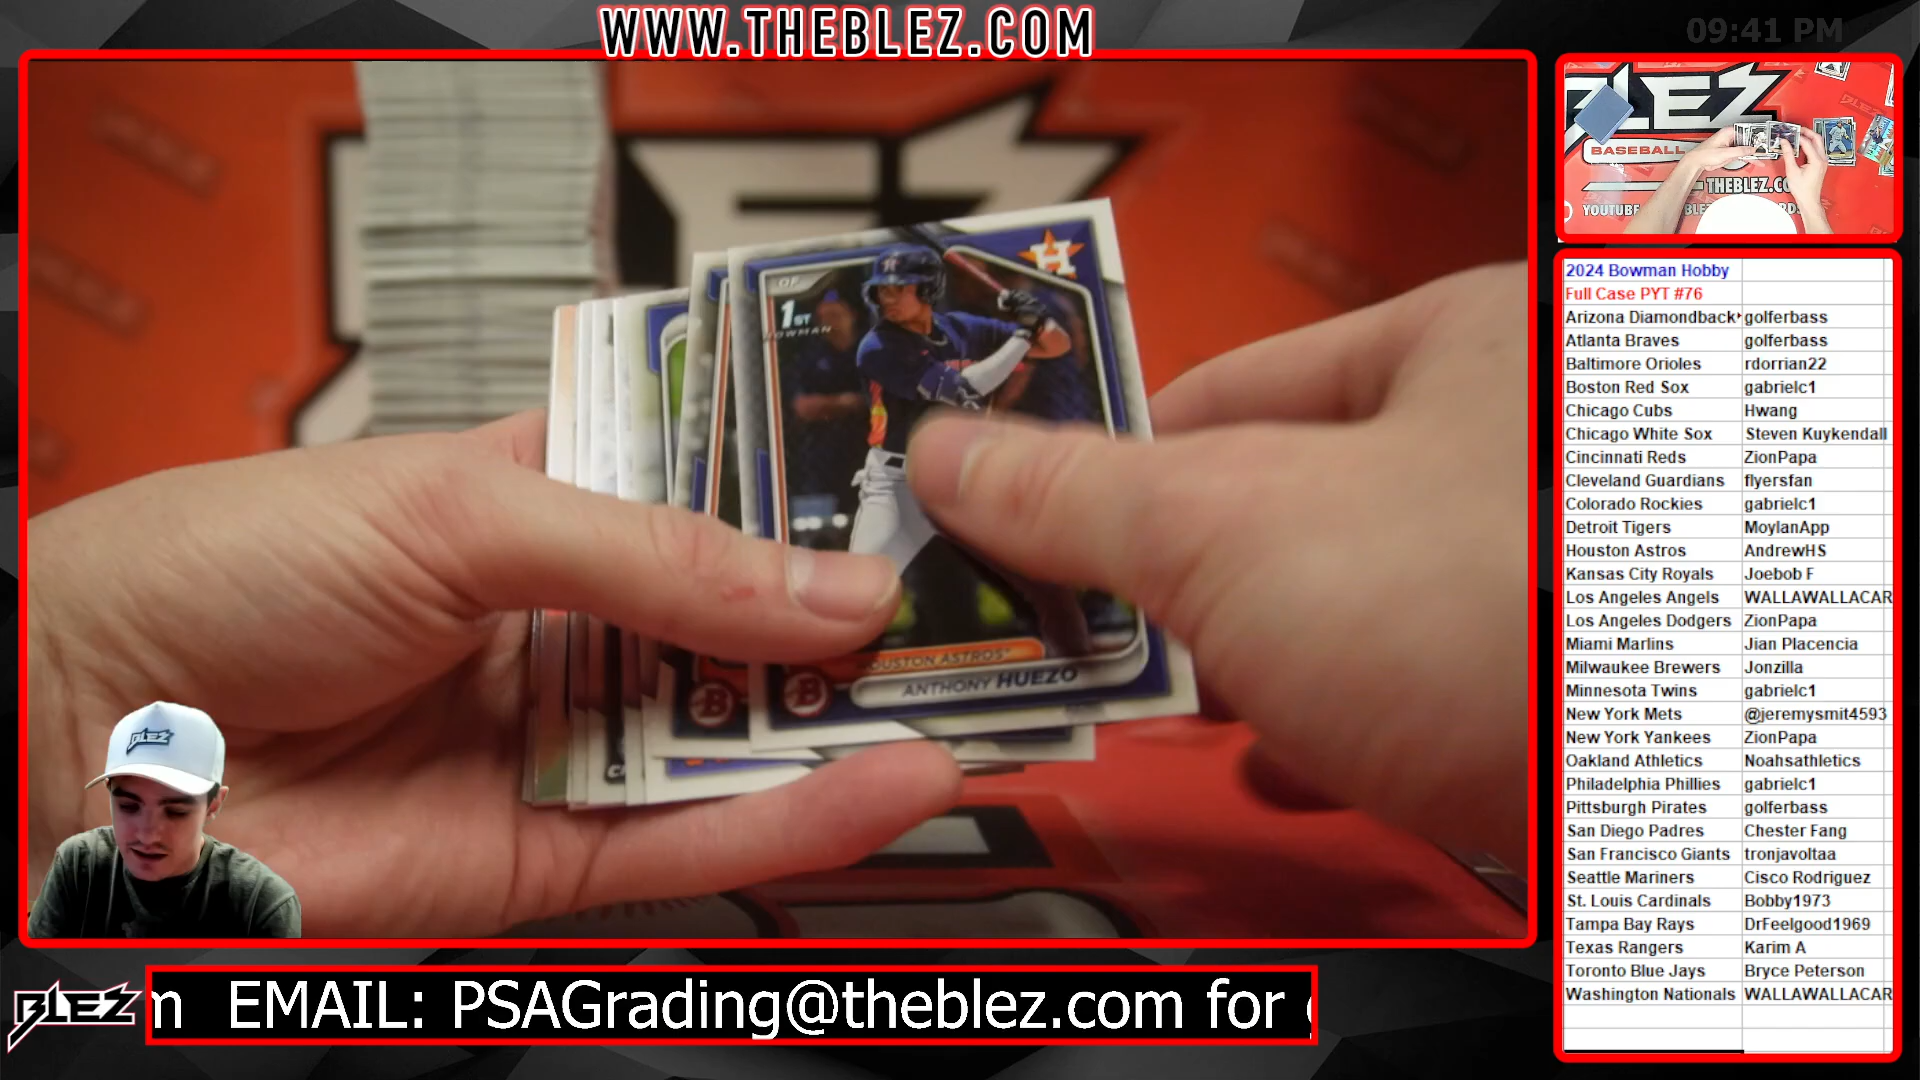 WWW.THEBLEZ.COM
09:41 PM
1ST
BOWMAN
HOUSTON ASTROS
ANTHONY HUEZO
BLEZ
BASEBALL
THEBLEZ.CO
YOUTUBE
2024 Bowman Hobby
Full Case PYT #76
Arizona Diamondback golferbass
Atlanta Braves golferbass
Baltimore Orioles rdorrian22
Boston Red Sox gabrielc1
Chicago Cubs Hwang
Chicago White Sox Steven Kuykendall
Cincinnati Reds ZionPapa
Cleveland Guardians flyersfan
Colorado Rockies gabrielc1
Detroit Tigers MoylanApp
Houston Astros AndrewHS
Kansas City Royals Joebob F
Los Angeles Angels WALLAWALLACAR
Los Angeles Dodgers ZionPapa
Miami Marlins Jian Placencia
Milwaukee Brewers Jonzilla
Minnesota Twins gabrielc1
New York Mets @jeremysmit4593
New York Yankees ZionPapa
Oakland Athletics Noahsathletics
Philadelphia Phillies gabrielc1
Pittsburgh Pirates golferbass
San Diego Padres Chester Fang
San Francisco Giants tronjavoltaa
Seattle Mariners Cisco Rodriguez
St. Louis Cardinals Bobby1973
Tampa Bay Rays DrFeelgood1969
Texas Rangers Karim A
Toronto Blue Jays Bryce Peterson
Washington Nationals WALLAWALLACAR
BLEZ
BLEZ
m EMAIL: PSAGrading@theblez.com for